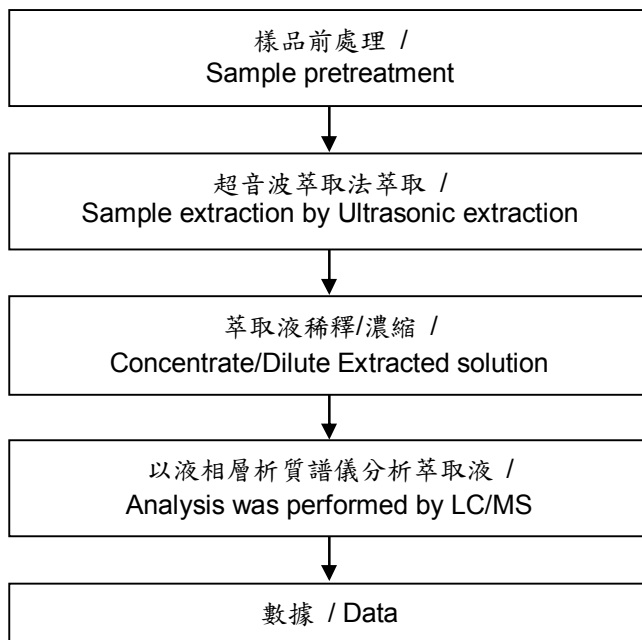 樣品前處理 /
Sample pretreatment
超音波萃取法萃取 /
Sample extraction by Ultrasonic extraction
萃取液稀釋/濃縮 /
Concentrate/Dilute Extracted solution
以液相層析質譜儀分析萃取液 /
Analysis was performed by LC/MS
數據 / Data